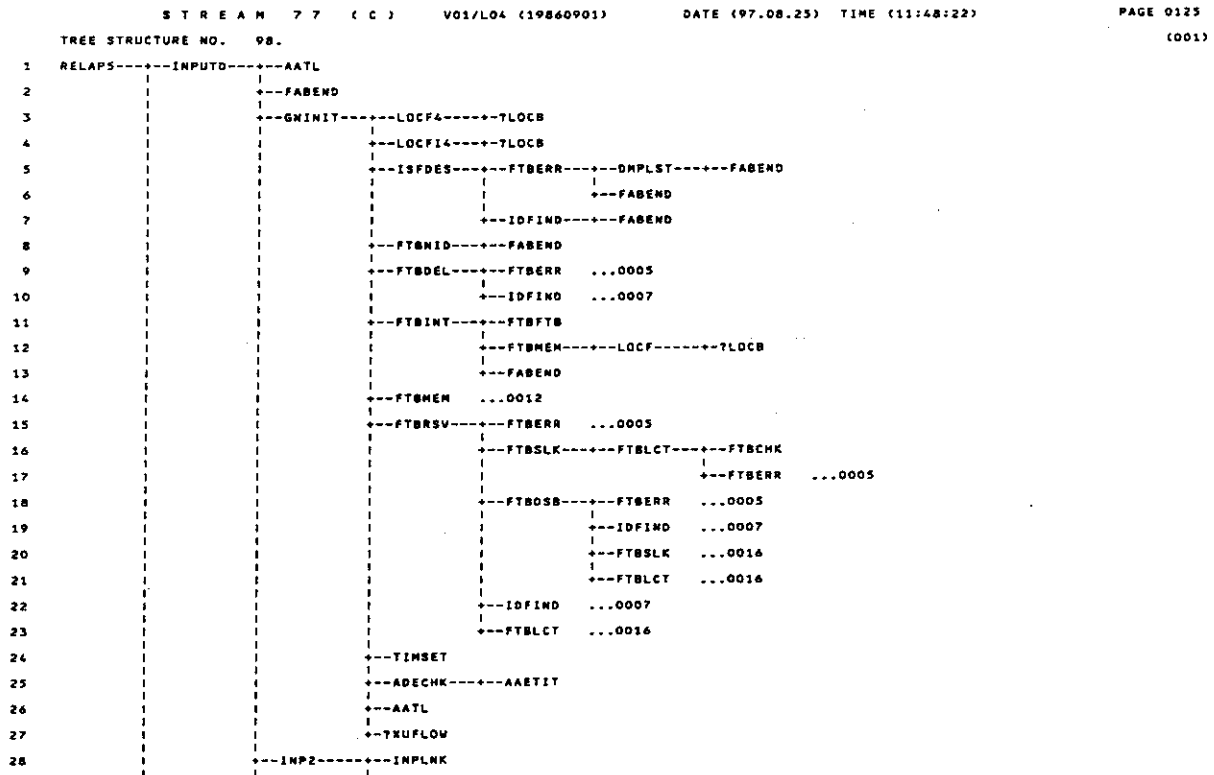 S T R E A M 7 7 ( C ) V01/L04 (19860901) DATE (97.08.25) TIME (11:48:22) PAGE 0125
TREE STRUCTURE NO. 98. (001)
1 RELAP5---+--INPUTD---+--AATL
2 +--FABEND
3 +--GNINIT---+--LOCF4----+-?LOCB
4 +--LOCFI4---+-?LOCB
5 +--ISFDES---+--FTBERR---+--DMPLST---+--FABEND
6 +--FABEND
7 +--IDFIND---+--FABEND
8 +--FTBNID---+--FABEND
9 +--FTBDEL---+--FTBERR ...0005
10 +--IDFIND ...0007
11 +--FTBINT---+--FTBFTB
12 +--FTBMEM---+--LOCF-----+-?LOCB
13 +--FABEND
14 +--FTBMEM ...0012
15 +--FTBRSV---+--FTBERR ...0005
16 +--FTBSLK---+--FTBLCT---+--FTBCHK
17 +--FTBERR ...0005
18 +--FTBDSB---+--FTBERR ...0005
19 +--IDFIND ...0007
20 +--FTBSLK ...0016
21 +--FTBLCT ...0016
22 +--IDFIND ...0007
23 +--FTBLCT ...0016
24 +--TIMSET
25 +--ADECHK---+--AAETIT
26 +--AATL
27 +-?XUFLOW
28 +--INP2-----+--INPLNK